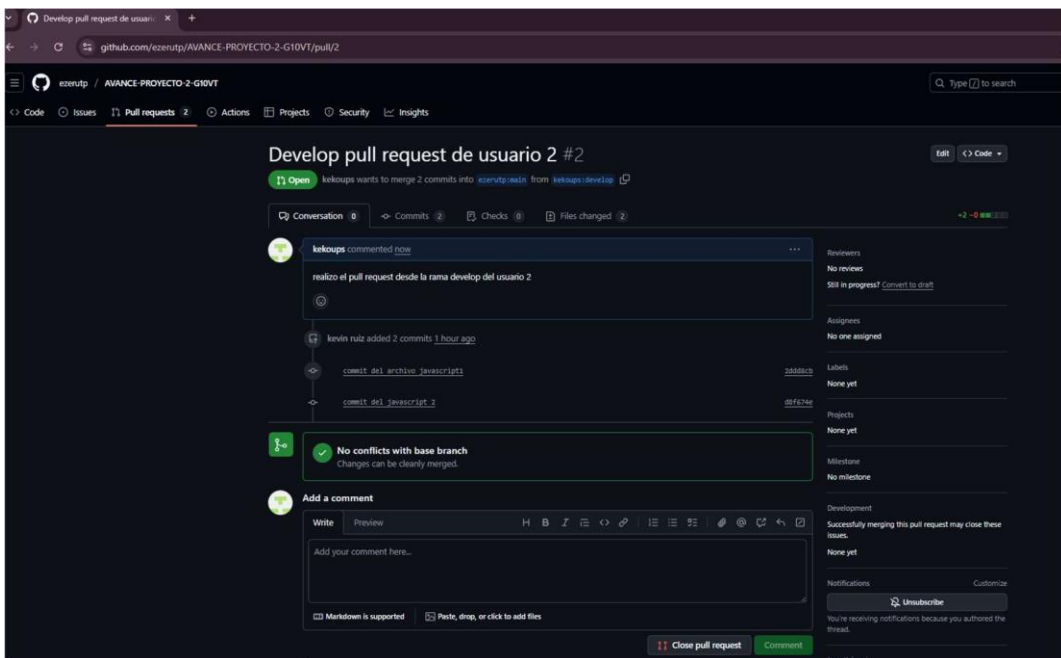 Develop pull request de usuari
github.com/ezerutp/AVANCE-PROYECTO-2-G10VT/pull/2
ezerutp / AVANCE-PROYECTO-2-G10VT
Type / to search
Code Issues Pull requests 2 Actions Projects Security Insights
Develop pull request de usuario 2 #2
Edit Code
Open kekoups wants to merge 2 commits into ezerutp:main from kekoups:develop
Conversation 0 Commits 2 Checks 0 Files changed 2
+2 −0
kekoups commented now
realizo el pull request desde la rama develop del usuario 2
kevin ruiz added 2 commits 1 hour ago
commit del archivo javascript1
commit del javascript 2
d0f674e
No conflicts with base branch
Changes can be cleanly merged.
Add a comment
Write Preview
Add your comment here...
Markdown is supported Paste, drop, or click to add files
Close pull request Comment
Reviewers
No reviews
Still in progress? Convert to draft
Assignees
No one assigned
Labels
None yet
Projects
None yet
Milestone
No milestone
Development
Successfully merging this pull request may close these
issues.
None yet
Notifications Customize
Unsubscribe
You're receiving notifications because you authored the
thread.